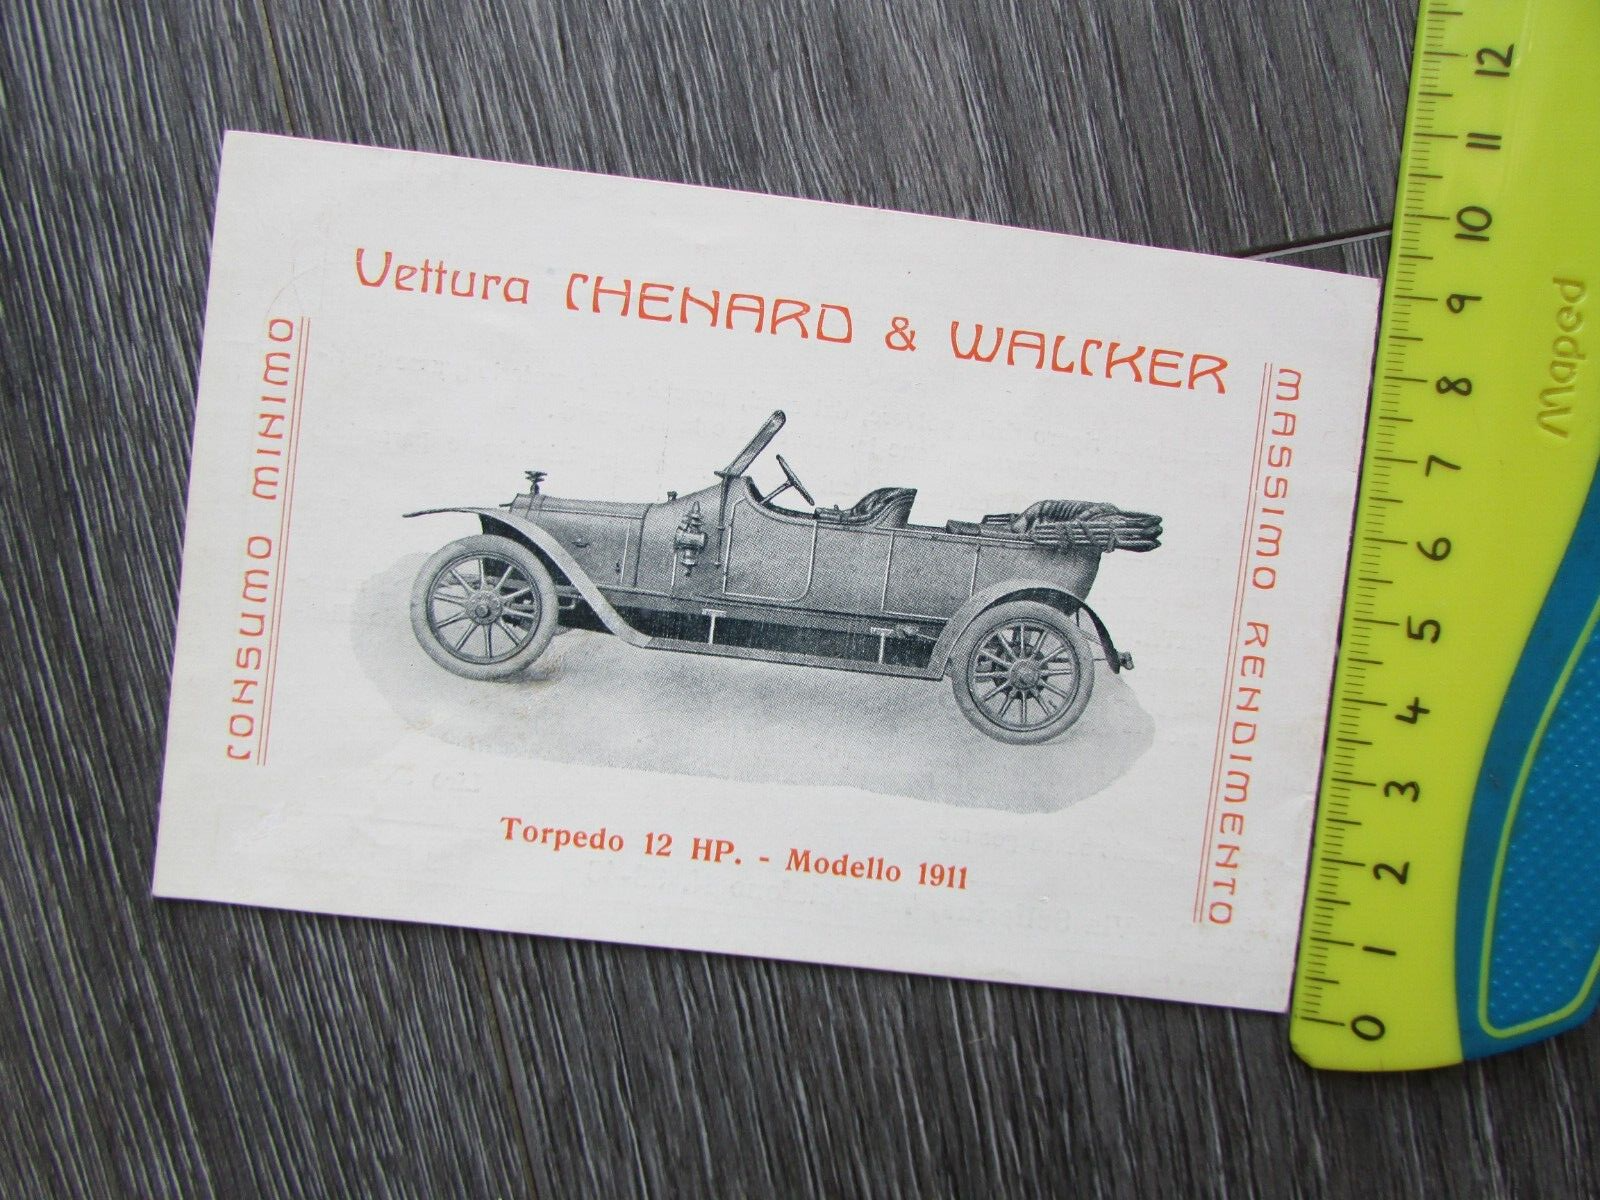 Vettura CHENARD & WALCKER
CONSUMO MINIMO
MASSIMO RENDIMENTO
Torpedo 12 HP. - Modello 1911
12
11
10
9
8
7
6
5
4
3
2
1
0
Maped